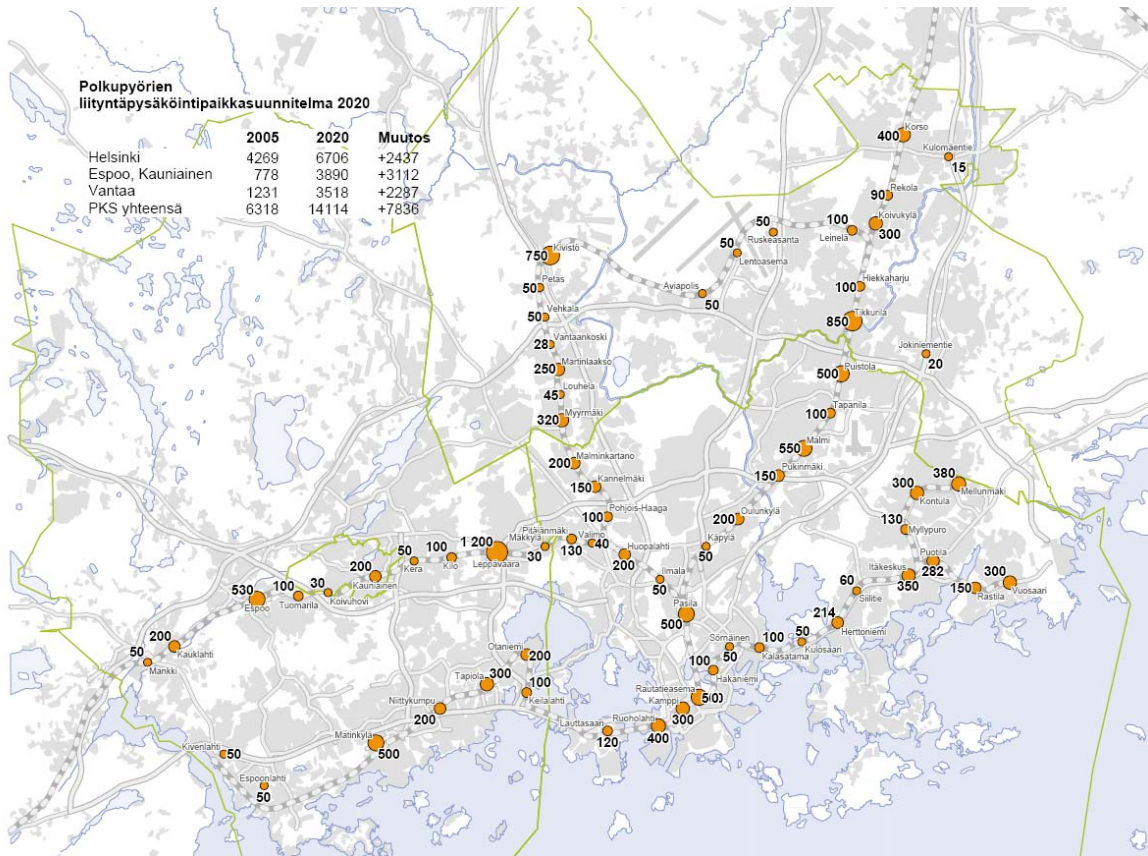 Polkupyörien
liityntäpysäköintipaikkasuunnitelma 2020
2005 2020 Muutos
Helsinki 4269 6706 +2437
Espoo, Kauniainen 778 3890 +3112
Vantaa 1231 3518 +2287
PKS yhteensä 6318 14114 +7836
400 Korso
Kulomäentie
15
90 Rekola
Koivukylä
300
100
Leinelä
50
Ruskeasanta
50
Lentoasema
Aviapolis
50
750 Kivistö
50 Petas
50 Vehkala
28 Vantaankoski
250 Martinlaakso
45 Louhela
320 Myyrmäki
100 Hiekkaharju
850 Tikkurila
Jokiniementie
20
500 Puistola
100 Tapanila
550 Malmi
150 Pukinmäki
200 Oulunkylä
50 Käpylä
200 Malminkartano
150 Kannelmäki
100 Pohjois-Haaga
Huopalahti
200
Ilmala
50
Pasila
500
380
Mellunmäki
300
Kontula
130
Myllypuro
Puotila
282
Itäkeskus
350
150
Rastila
300
Vuosaari
60
Siilitie
214
Herttoniemi
50
Kulosaari
100
Kalasatama
Sörnäinen
50
100
Hakaniemi
Rautatieasema
500
Kamppi
300
Ruoholahti
400
Lauttasaari
120
Pitäjänmäki
130
Valimo
40
Mäkkylä
30
1 200
Leppävaara
100
Kilo
50
Kera
200
Kauniainen
30
Koivuhovi
100
Tuomarila
530
Espoo
200
Kauklahti
50
Mankki
Otaniemi
200
Tapiola
300
100
Keilalahti
Niittykumpu
200
Matinkylä
500
Kivenlahti
50
Espoonlahti
50